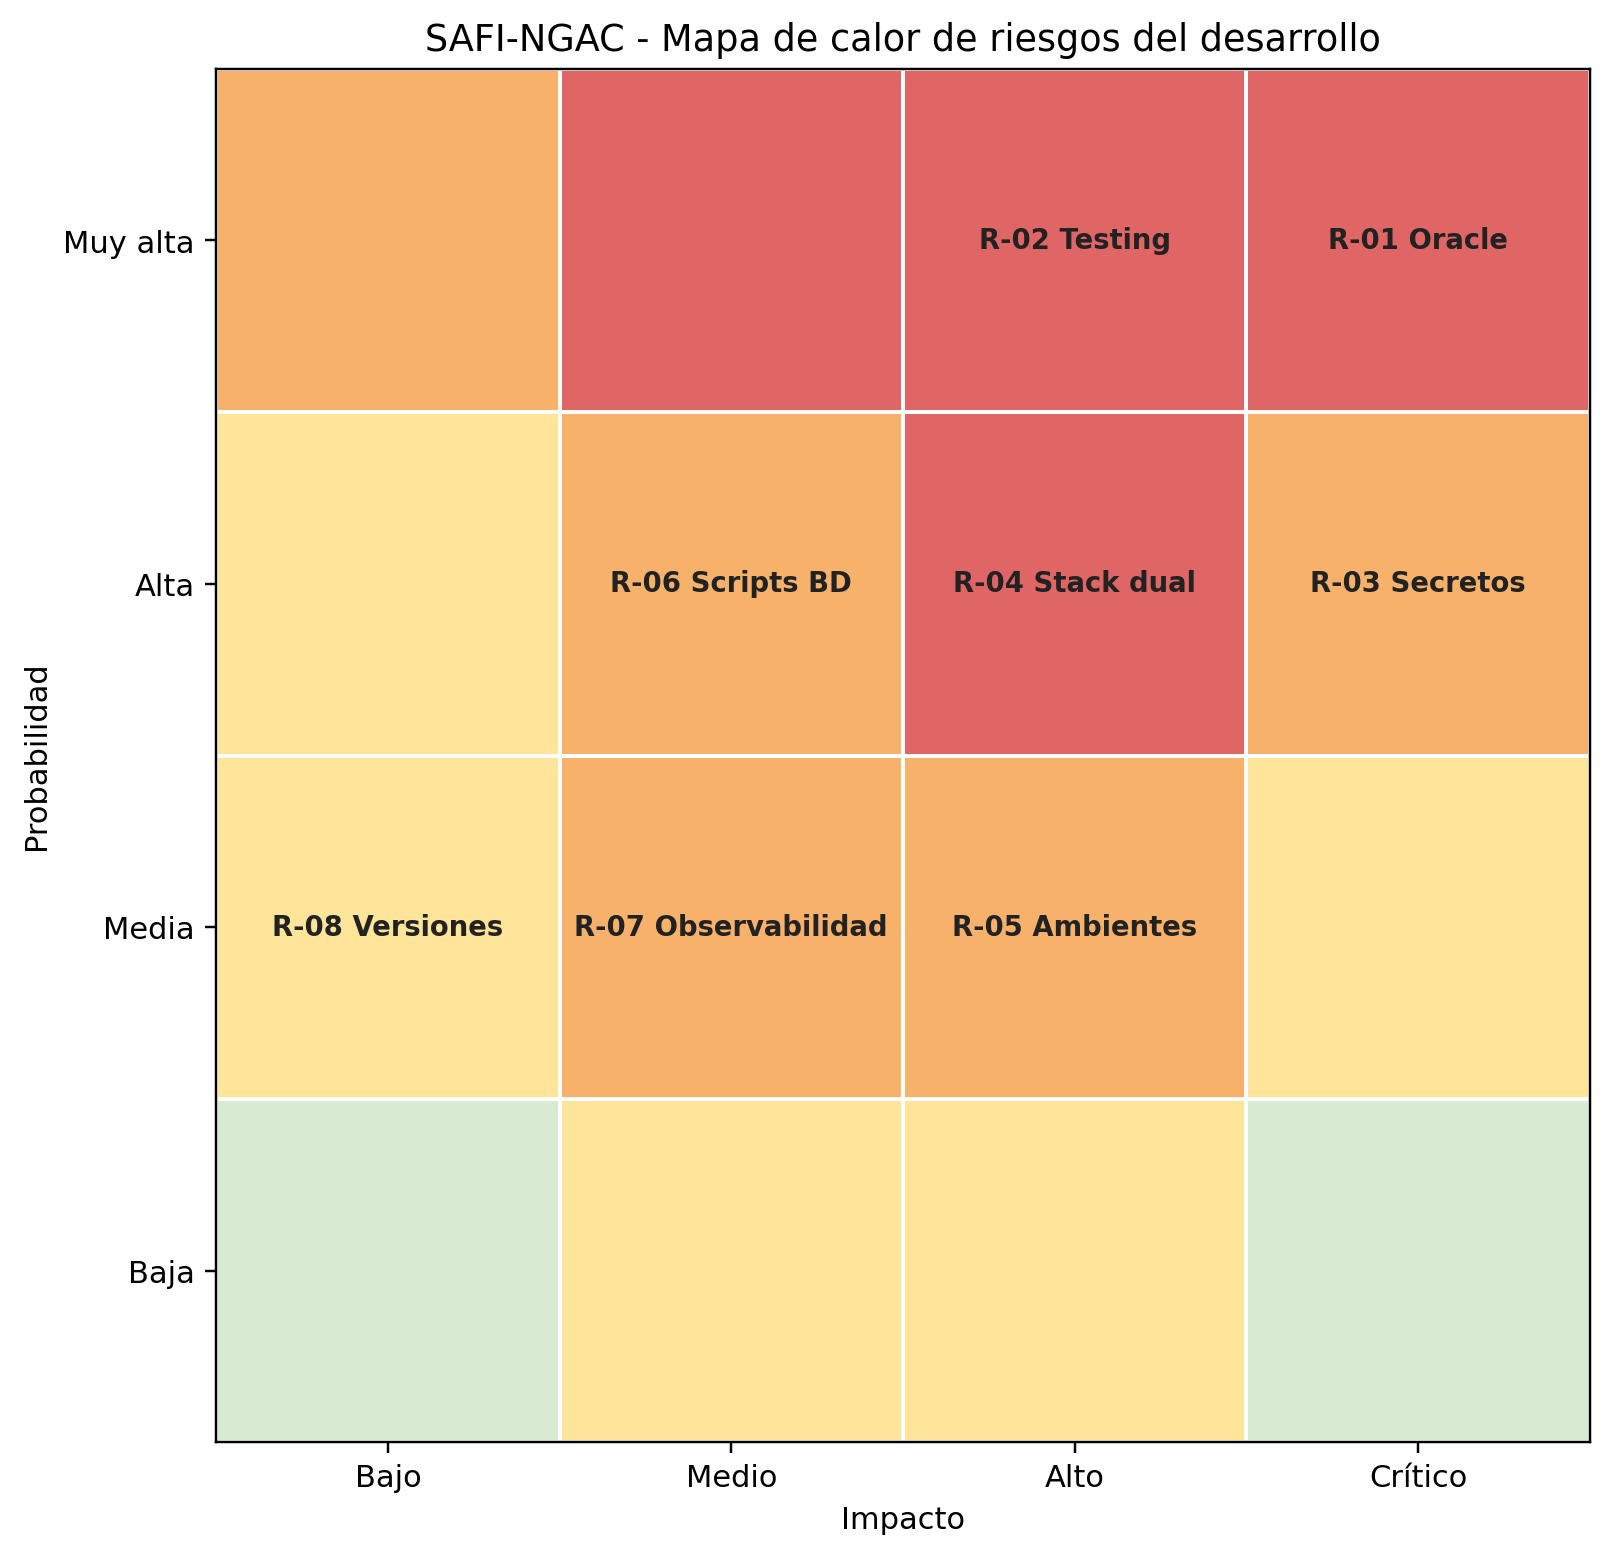 SAFI-NGAC - Mapa de calor de riesgos del desarrollo
Muy alta
R-02 Testing
R-01 Oracle
Alta
R-06 Scripts BD
R-04 Stack dual
R-03 Secretos
Probabilidad
Media
R-08 Versiones
R-07 Observabilidad
R-05 Ambientes
Baja
Bajo
Medio
Alto
Crítico
Impacto